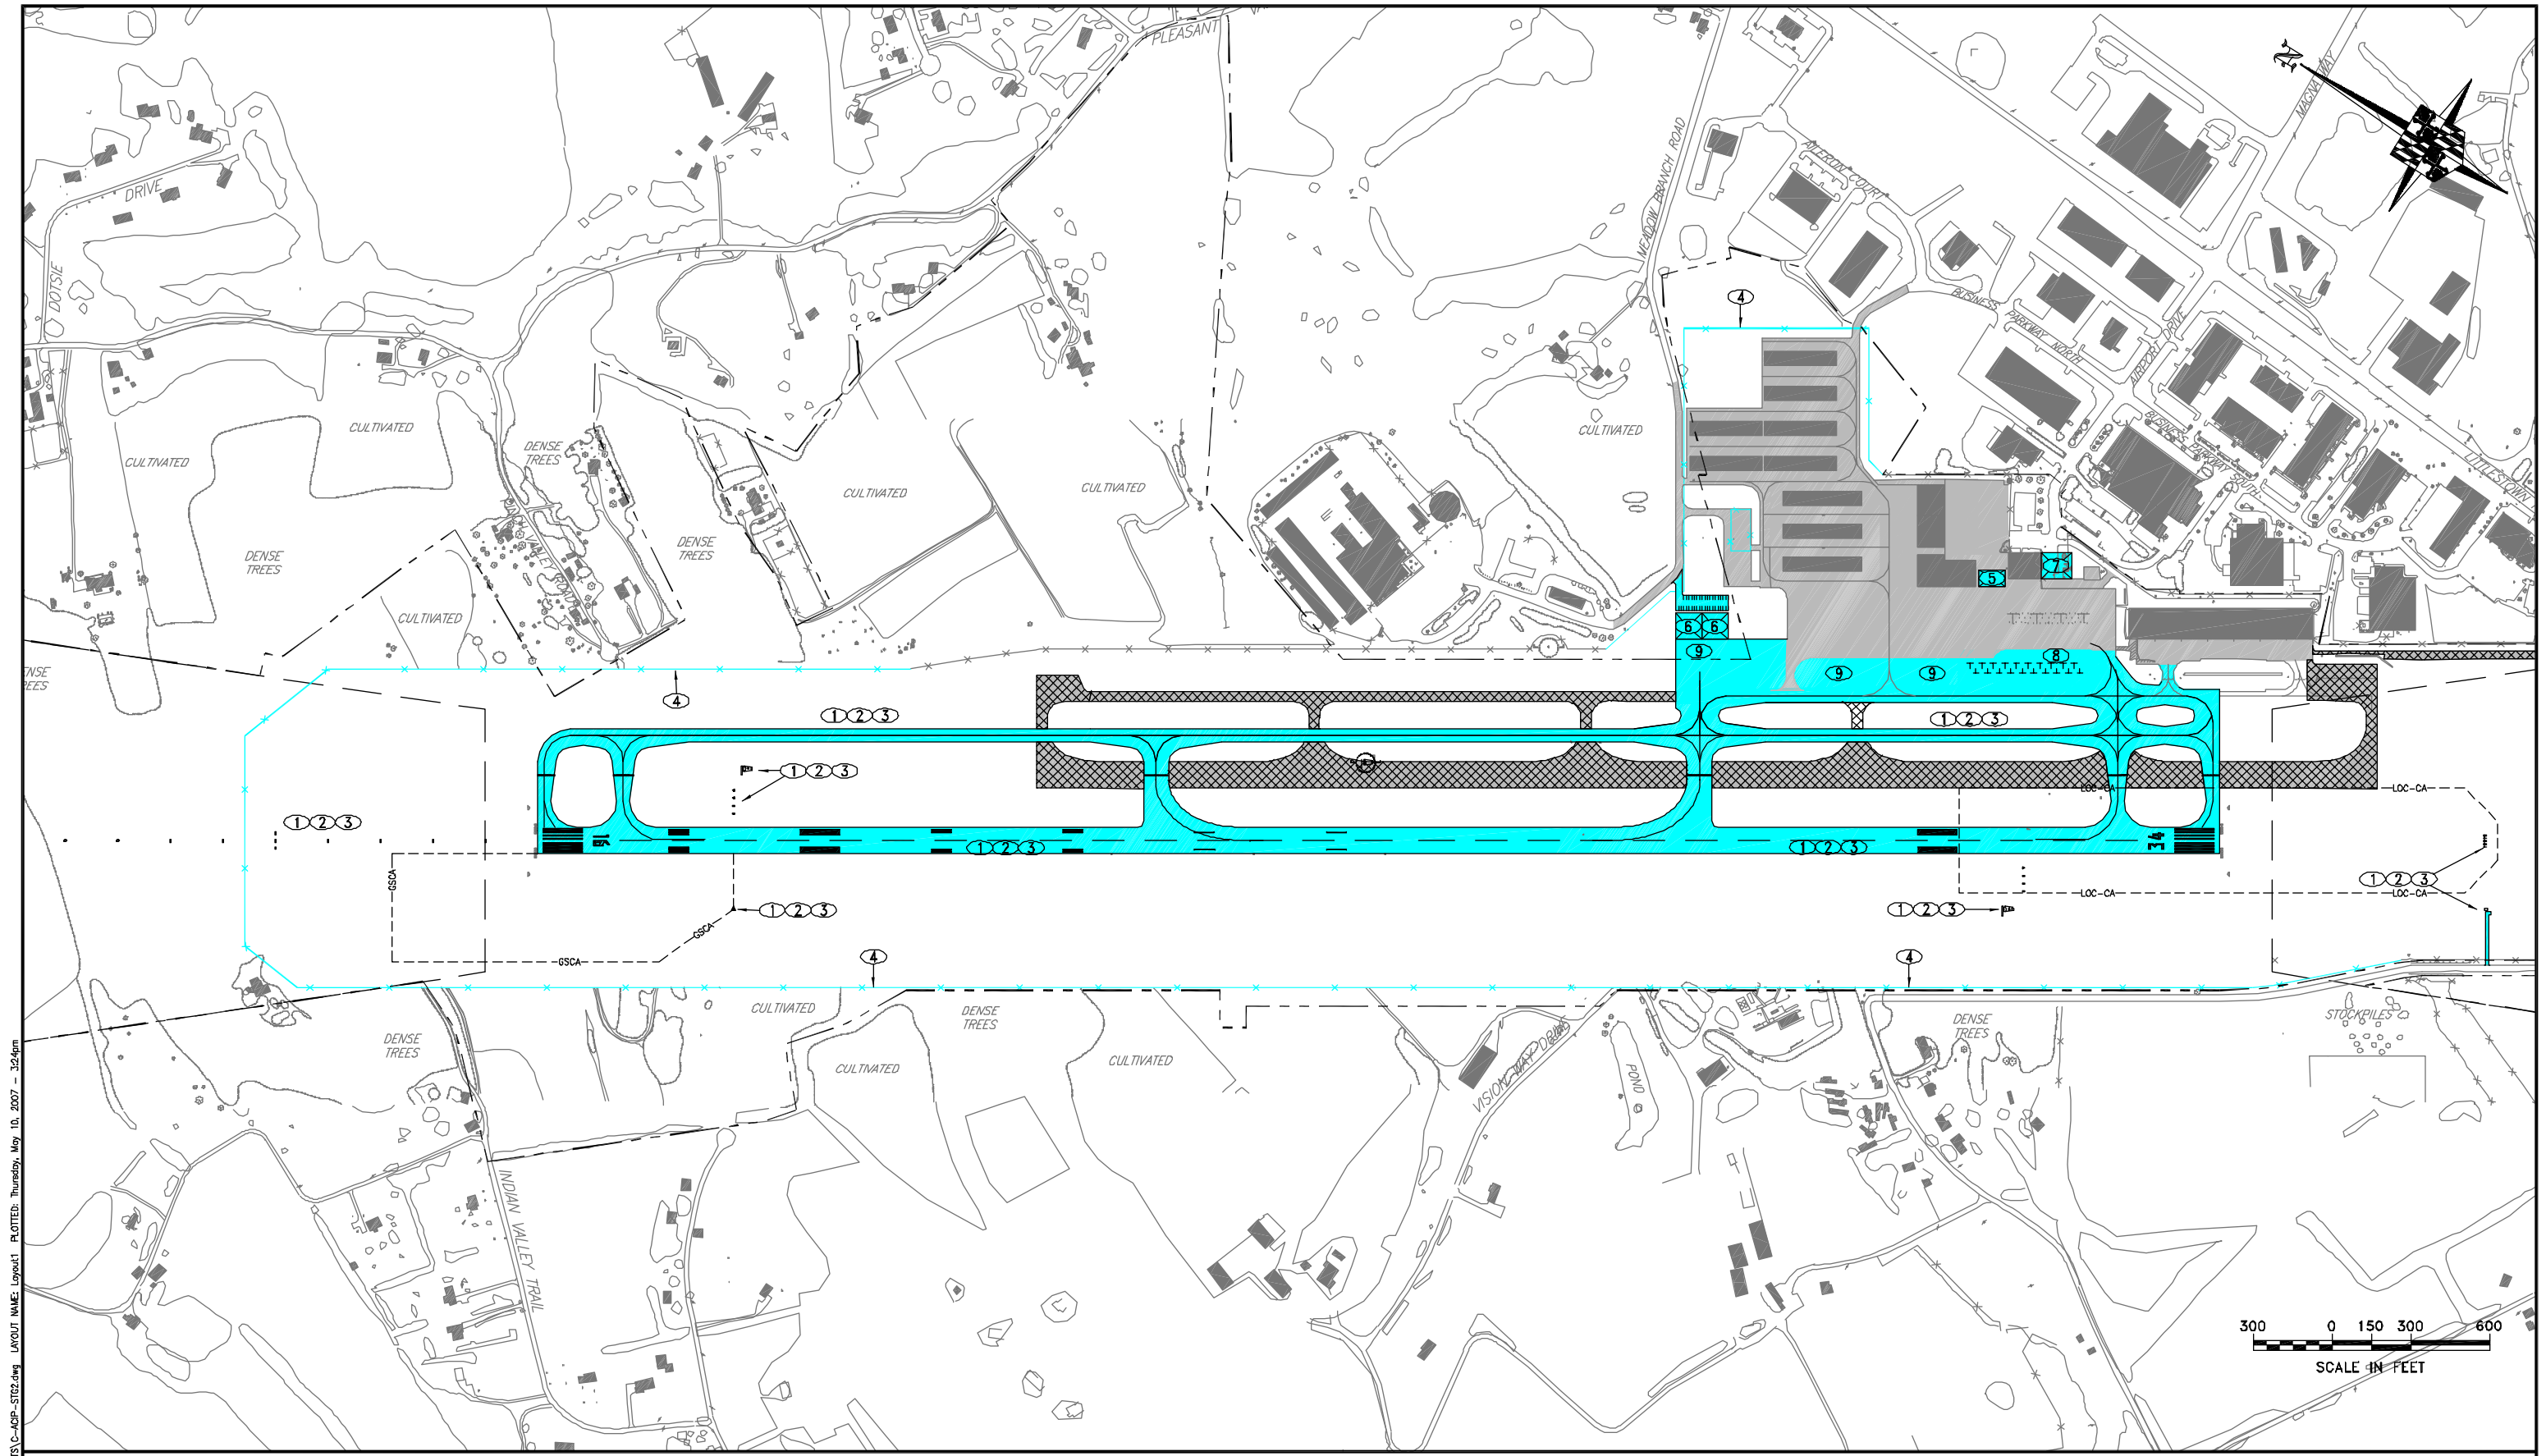 PLEASANT
MAGNA WAY
N
MEADOW BRANCH ROAD
AILERON COURT
DRIVE
DOTSIE
BUSINESS PARKWAY NORTH
AIRPORT DRIVE
4
CULTIVATED
CULTIVATED
CULTIVATED
DENSE
TREES
BUSINESS PARKWAY SOUTH
LITTLESTOWN
CULTIVATED
CULTIVATED
DENSE
TREES
DENSE
TREES
CULTIVATED
7
5
6 6
9
8
9
9
4
1 2 3
1 2 3
1 2 3
1 2 3
LOC-CA
LOC-CA
16
34
1 2 3
1 2 3
GSCA
1 2 3
LOC-CA
LOC-CA
1 2 3
1 2 3
GSCA
GSCA
4
4
CULTIVATED
DENSE
TREES
DENSE
TREES
DENSE
TREES
STOCKPILES
CULTIVATED
CULTIVATED
VISION WAY DRIVE
POND
INDIAN VALLEY TRAIL
300 0 150 300 600
SCALE IN FEET
TS\C-ACIP-STG2.dwg LAYOUT NAME: Layout1 PLOTTED: Thursday, May 10, 2007 - 3:24pm